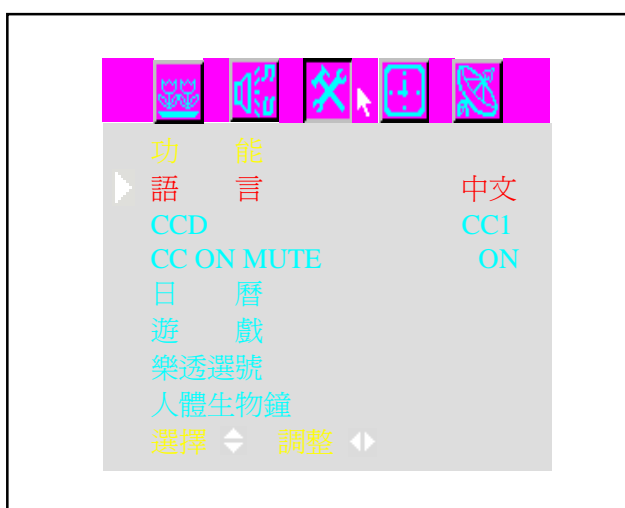 功 能
語 言 中文
CCD CC1
CC ON MUTE ON
日 曆
遊 戲
樂透選號
人體生物鐘
選擇 調整